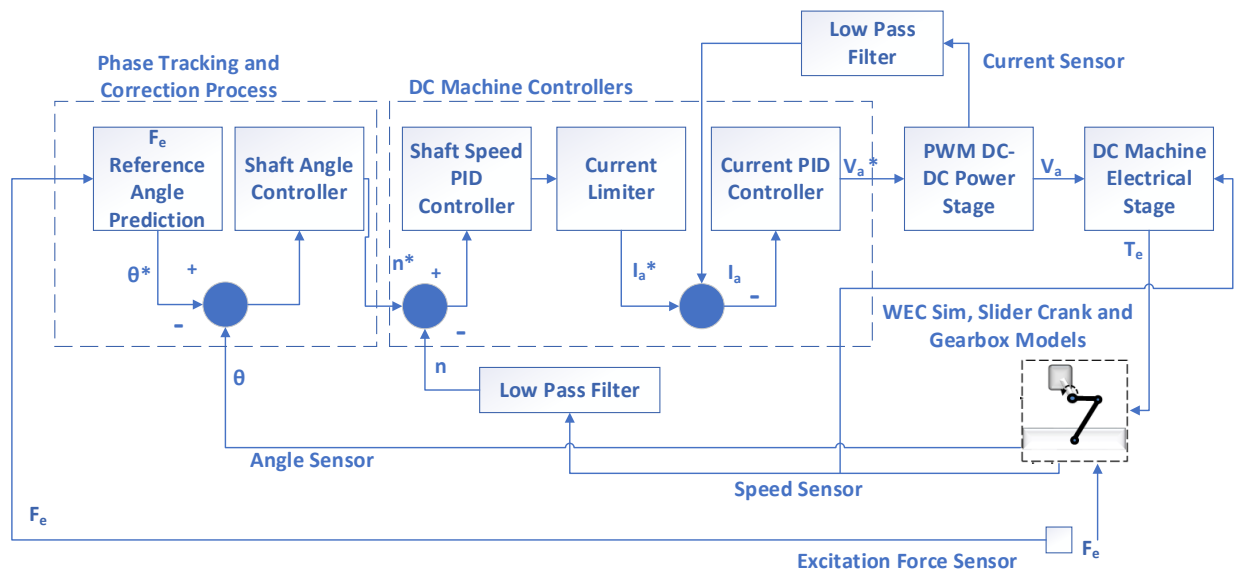 Low Pass
Filter
Current Sensor
Phase Tracking and
Correction Process
DC Machine Controllers
Fₑ
Reference
Angle
Prediction
Shaft Angle
Controller
Shaft Speed
PID
Controller
Current
Limiter
Current PID
Controller
Vₐ*
PWM DC-
DC Power
Stage
Vₐ
DC Machine
Electrical
Stage
θ*
+
-
n*
+
-
Iₐ*
Iₐ
-
Tₑ
WEC Sim, Slider Crank and
Gearbox Models
θ
n
Low Pass Filter
Angle Sensor
Speed Sensor
Fₑ
Fₑ
Excitation Force Sensor